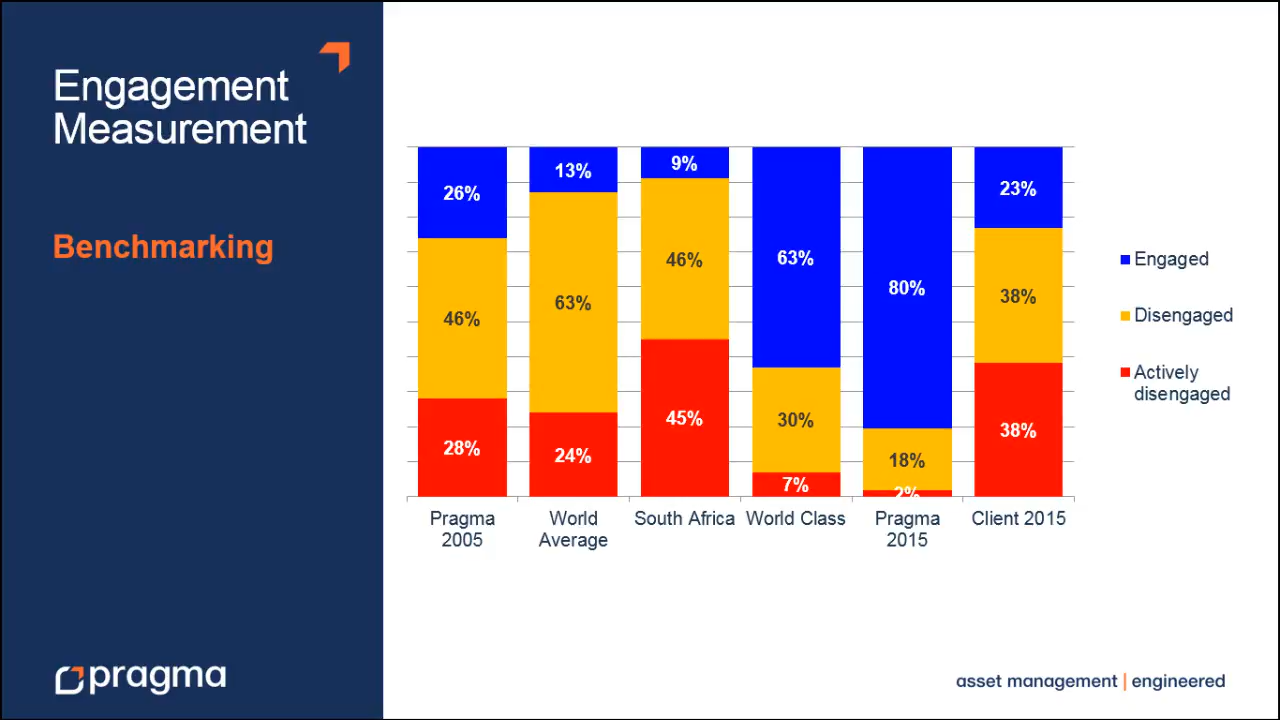 Engagement
Measurement
Benchmarking
26%
13%
9%
63%
80%
23%
46%
63%
46%
30%
18%
38%
28%
24%
45%
7%
2%
38%
Pragma
2005
World
Average
South Africa
World Class
Pragma
2015
Client 2015
Engaged
Disengaged
Actively
disengaged
pragma
asset management | engineered